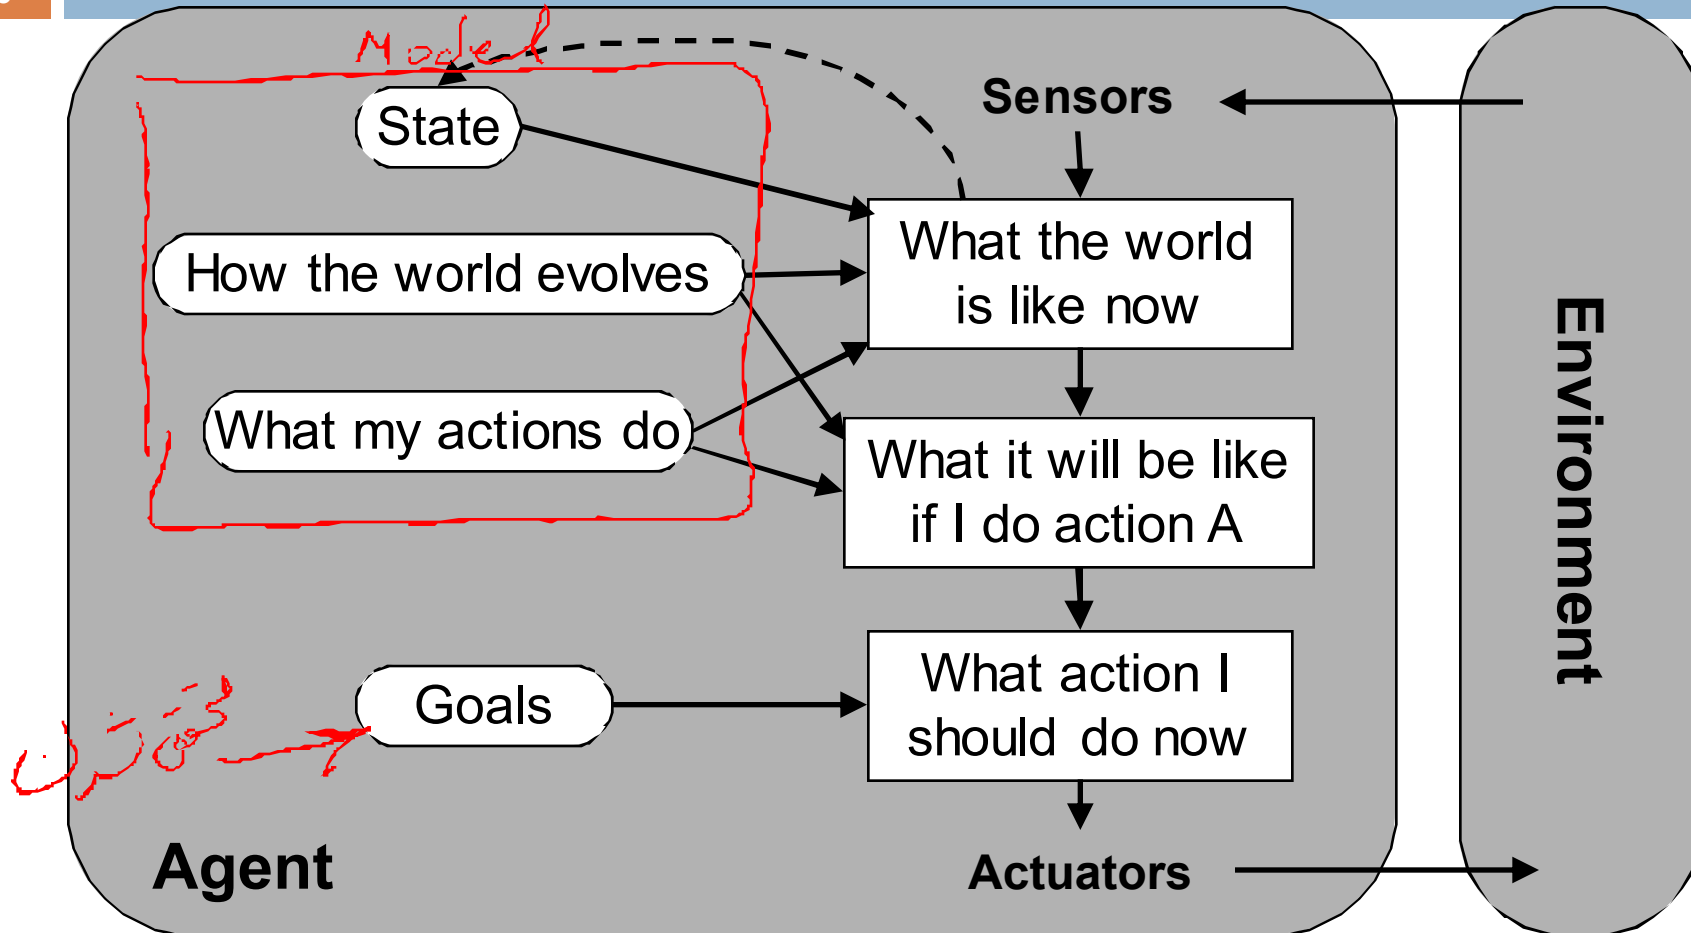 Model
State
Sensors
How the world evolves
What the world
is like now
What my actions do
What it will be like
if I do action A
Goals
What action I
should do now
Agent
Actuators
Environment